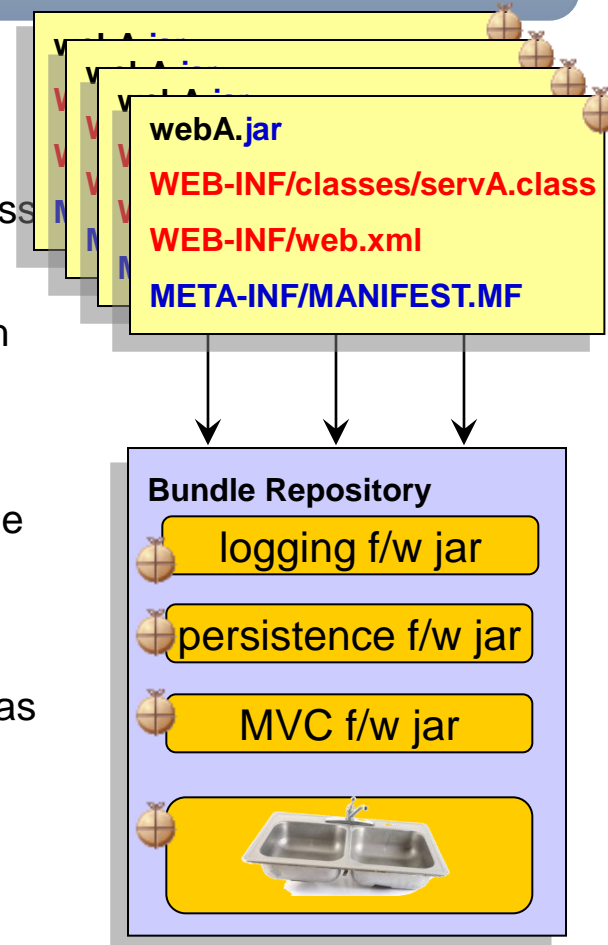 webA.jar
WEB-INF/classes/servA.class
WEB-INF/web.xml
META-INF/MANIFEST.MF
Bundle Repository
logging f/w jar
persistence f/w jar
MVC f/w jar